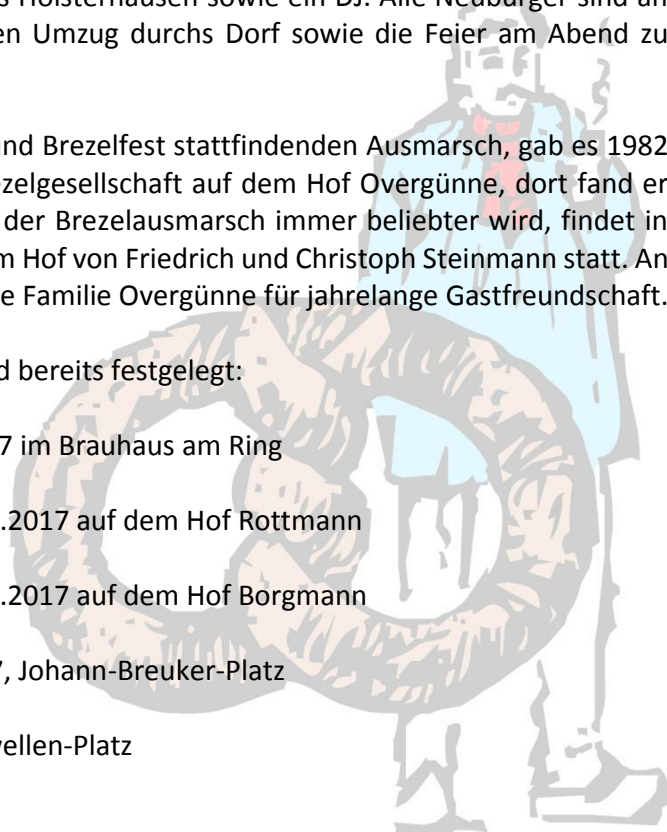 Holsterhausen sowie ein DJ. Alle Neubürger sind an
en Umzug durchs Dorf sowie die Feier am Abend zu
und Brezelfest stattfindenden Ausmarsch, gab es 1982
ezelgesellschaft auf dem Hof Overgünne, dort fand er
der Brezelausmarsch immer beliebter wird, findet in
m Hof von Friedrich und Christoph Steinmann statt. An
e Familie Overgünne für jahrelange Gastfreundschaft.
d bereits festgelegt:
7 im Brauhaus am Ring
.2017 auf dem Hof Rottmann
.2017 auf dem Hof Borgmann
, Johann-Breuker-Platz
vellen-Platz